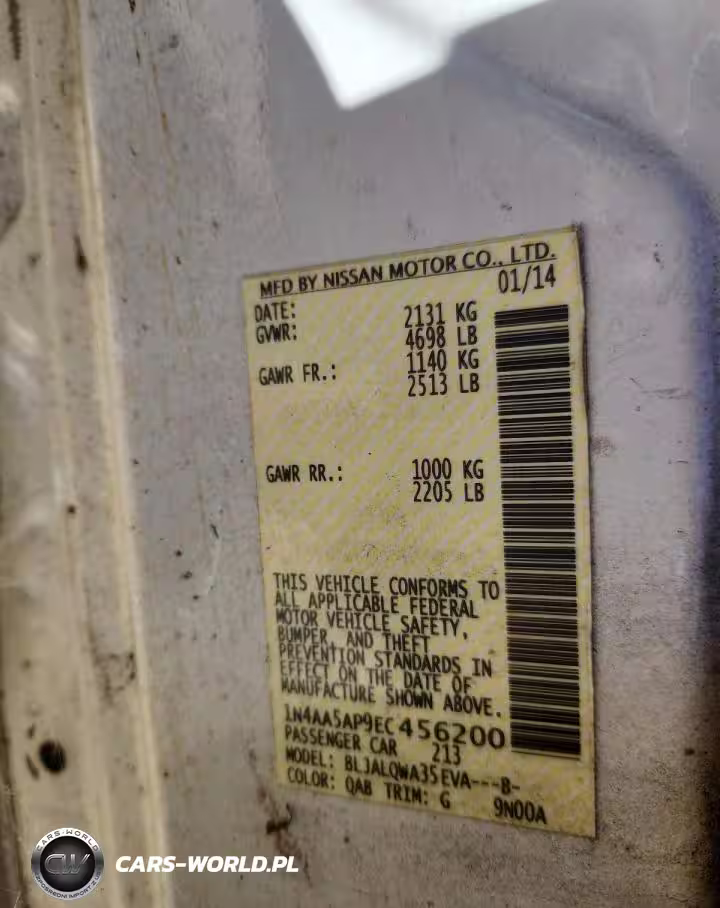 MFD BY NISSAN MOTOR CO., LTD.
DATE: 01/14
GVWR: 2131 KG
4698 LB
GAWR FR.: 1140 KG
2513 LB
GAWR RR.: 1000 KG
2205 LB
THIS VEHICLE CONFORMS TO
ALL APPLICABLE FEDERAL
MOTOR VEHICLE SAFETY,
BUMPER, AND THEFT
PREVENTION STANDARDS IN
EFFECT ON THE DATE OF
MANUFACTURE SHOWN ABOVE.
1N4AA5AP9EC456200
PASSENGER CAR 213
MODEL: BLJALQWA35EVA---B-
COLOR: QAB TRIM: G 9N00A
CARS-WORLD
CW
CARS-WORLD.PL